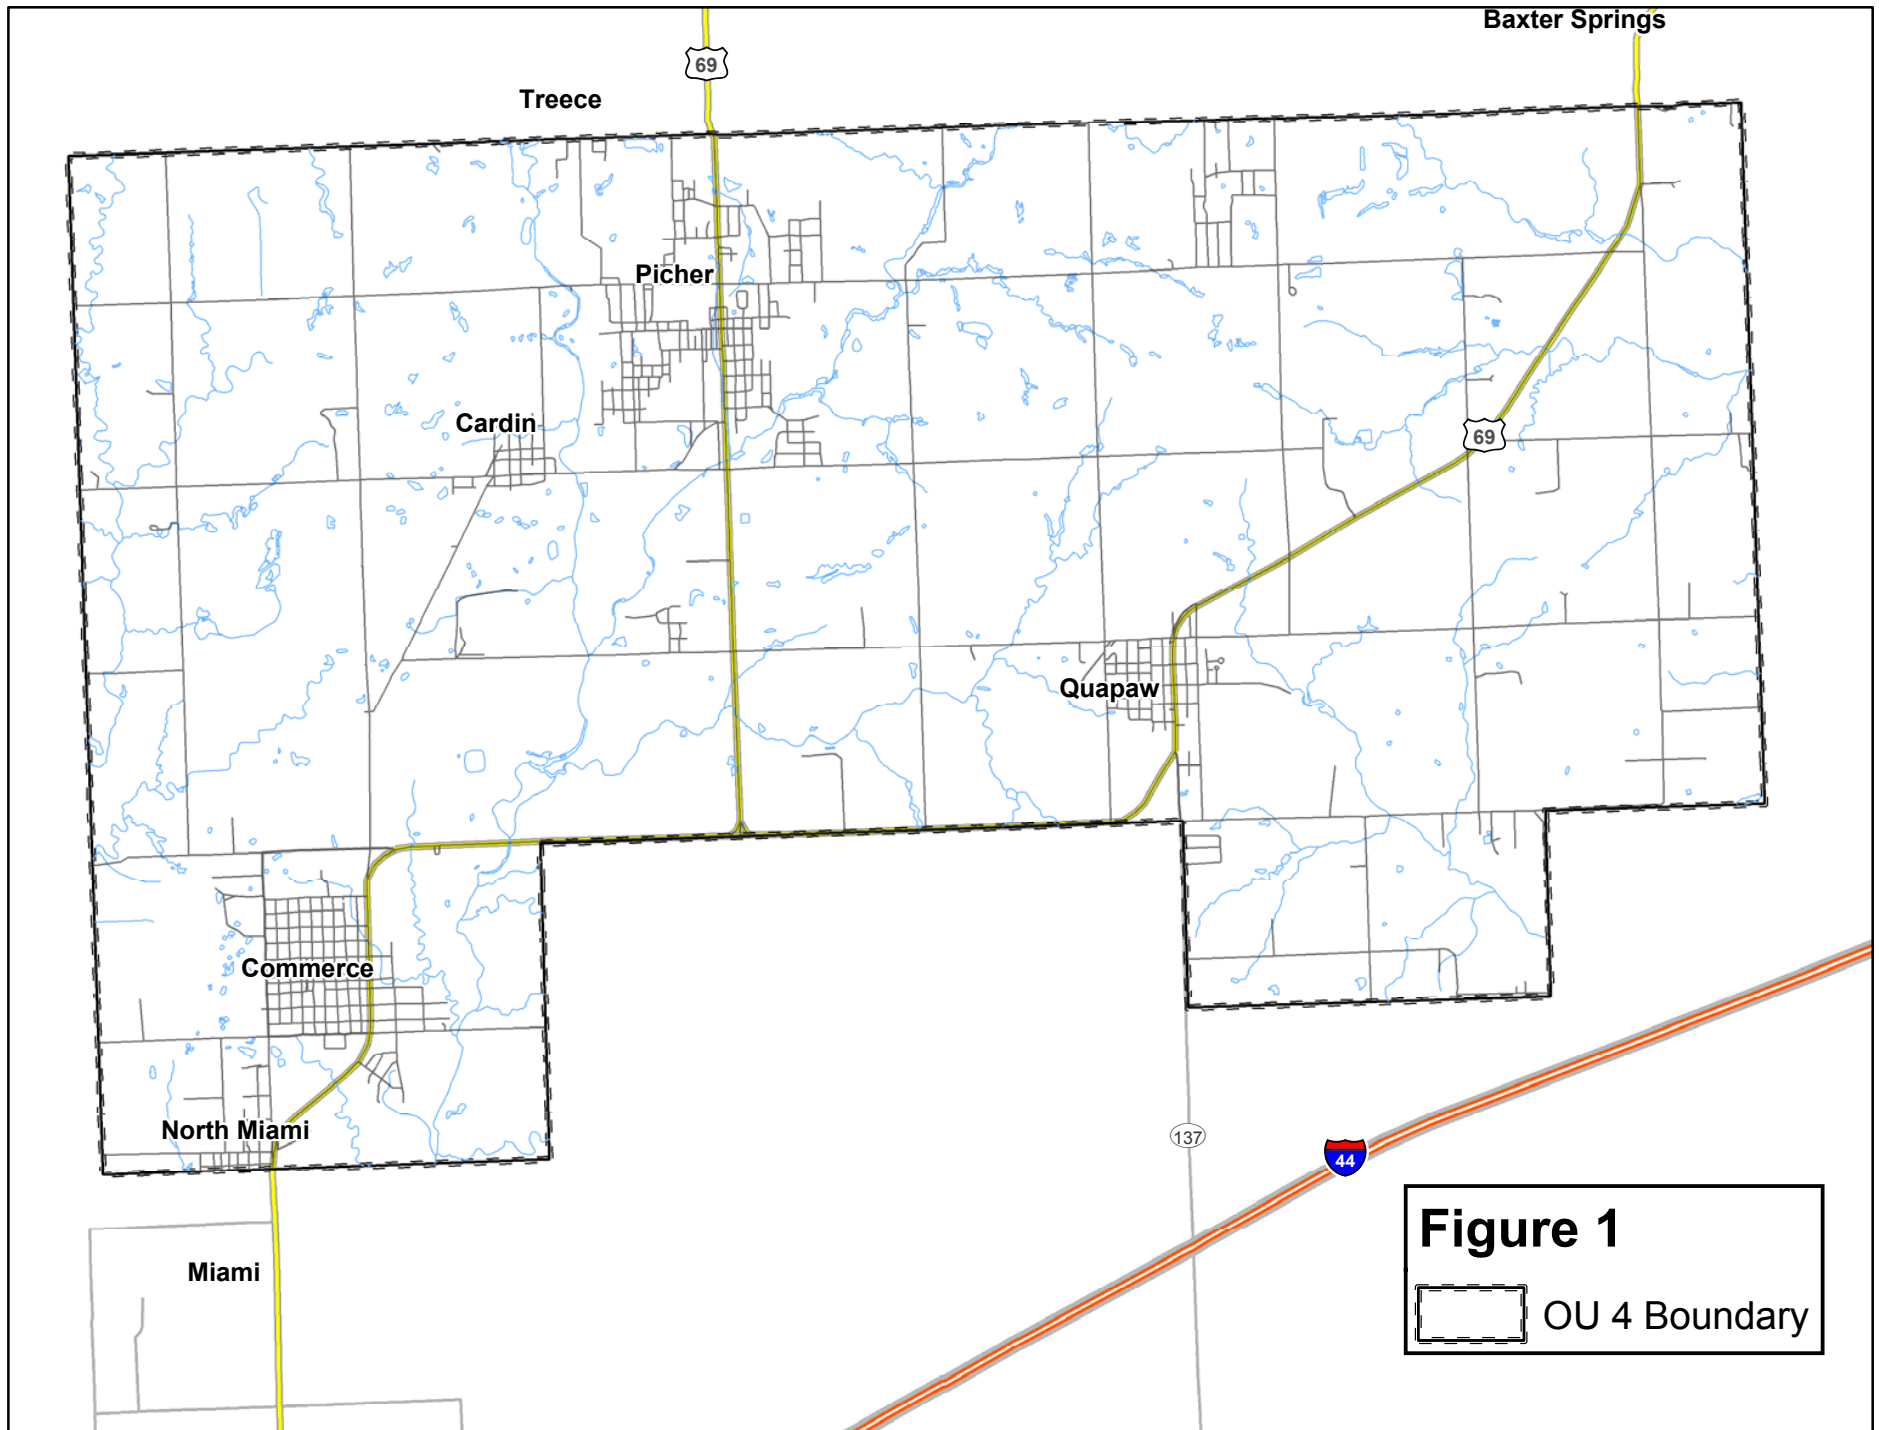 Baxter Springs
69
Treece
Picher
Cardin
69
Quapaw
Commerce
North Miami
137
44
Figure 1
Miami
OU 4 Boundary